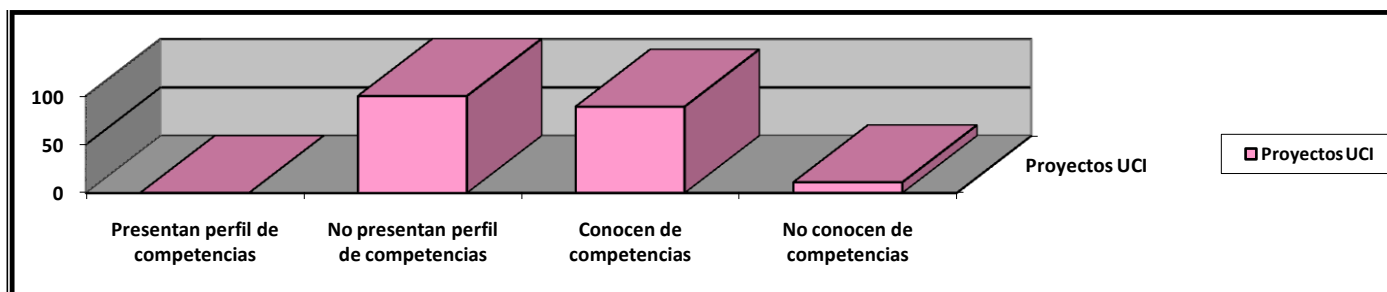 100
50
0
Presentan perfil de
competencias
No presentan perfil
de competencias
Conocen de
competencias
No conocen de
competencias
Proyectos UCI
Proyectos UCI